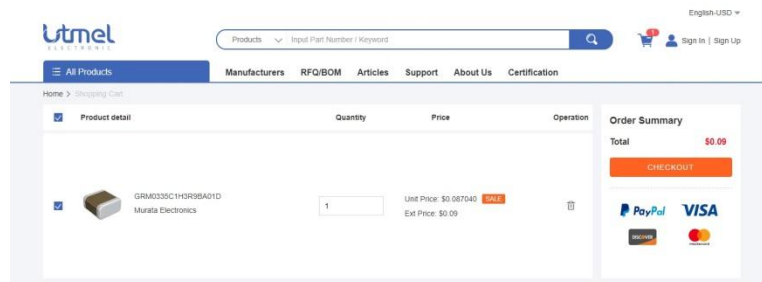 English-USD
utmel
ELECTRONIC
Products Input Part Number / Keyword
1
Sign In | Sign Up
All Products
Manufacturers RFQ/BOM Articles Support About Us Certification
Home > Shopping Cart
Product detail Quantity Price Operation
GRM0335C1H3R9BA01D
Murata Electronics
1
Unit Price: $0.087040 SALE
Ext Price: $0.09
Order Summary
Total $0.09
CHECKOUT
PayPal VISA
DISCOVER